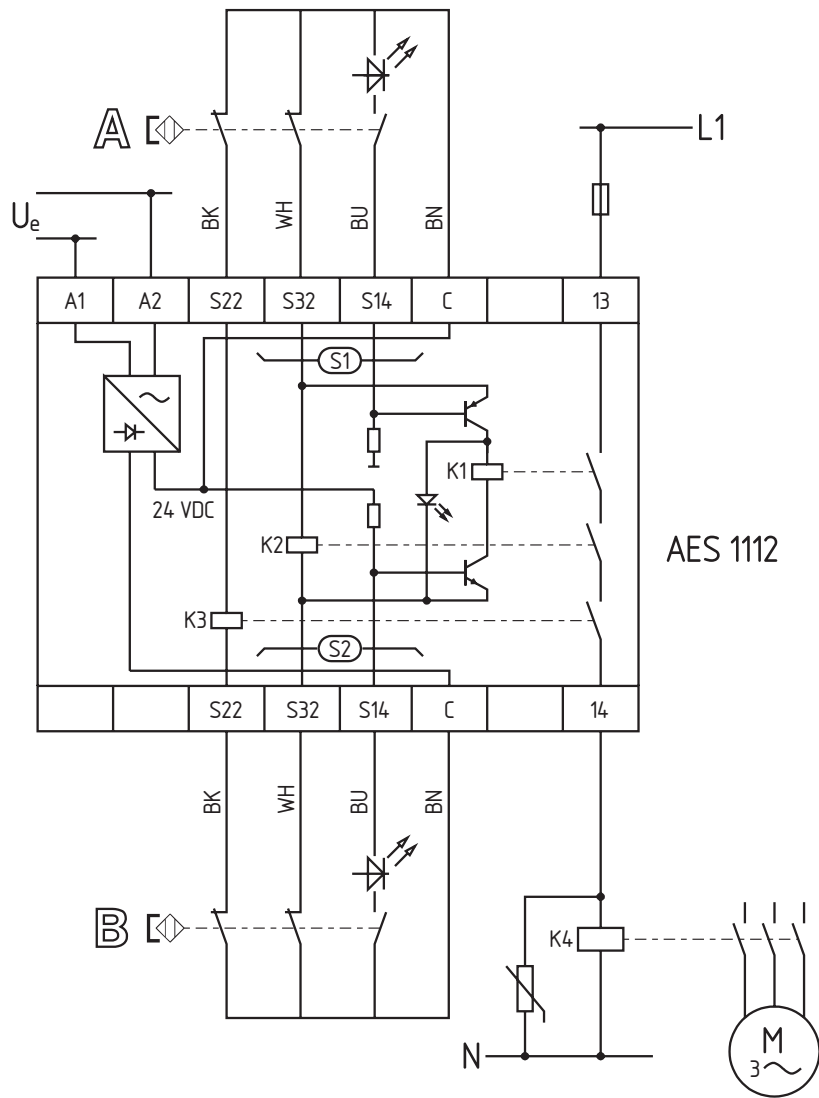 A
L1
Ue
BK
WH
BU
BN
A1 A2 S22 S32 S14 C 13
S1
K1
24 VDC
K2
AES 1112
K3
S2
S22 S32 S14 C 14
BK
WH
BU
BN
B
K4
N
M
3